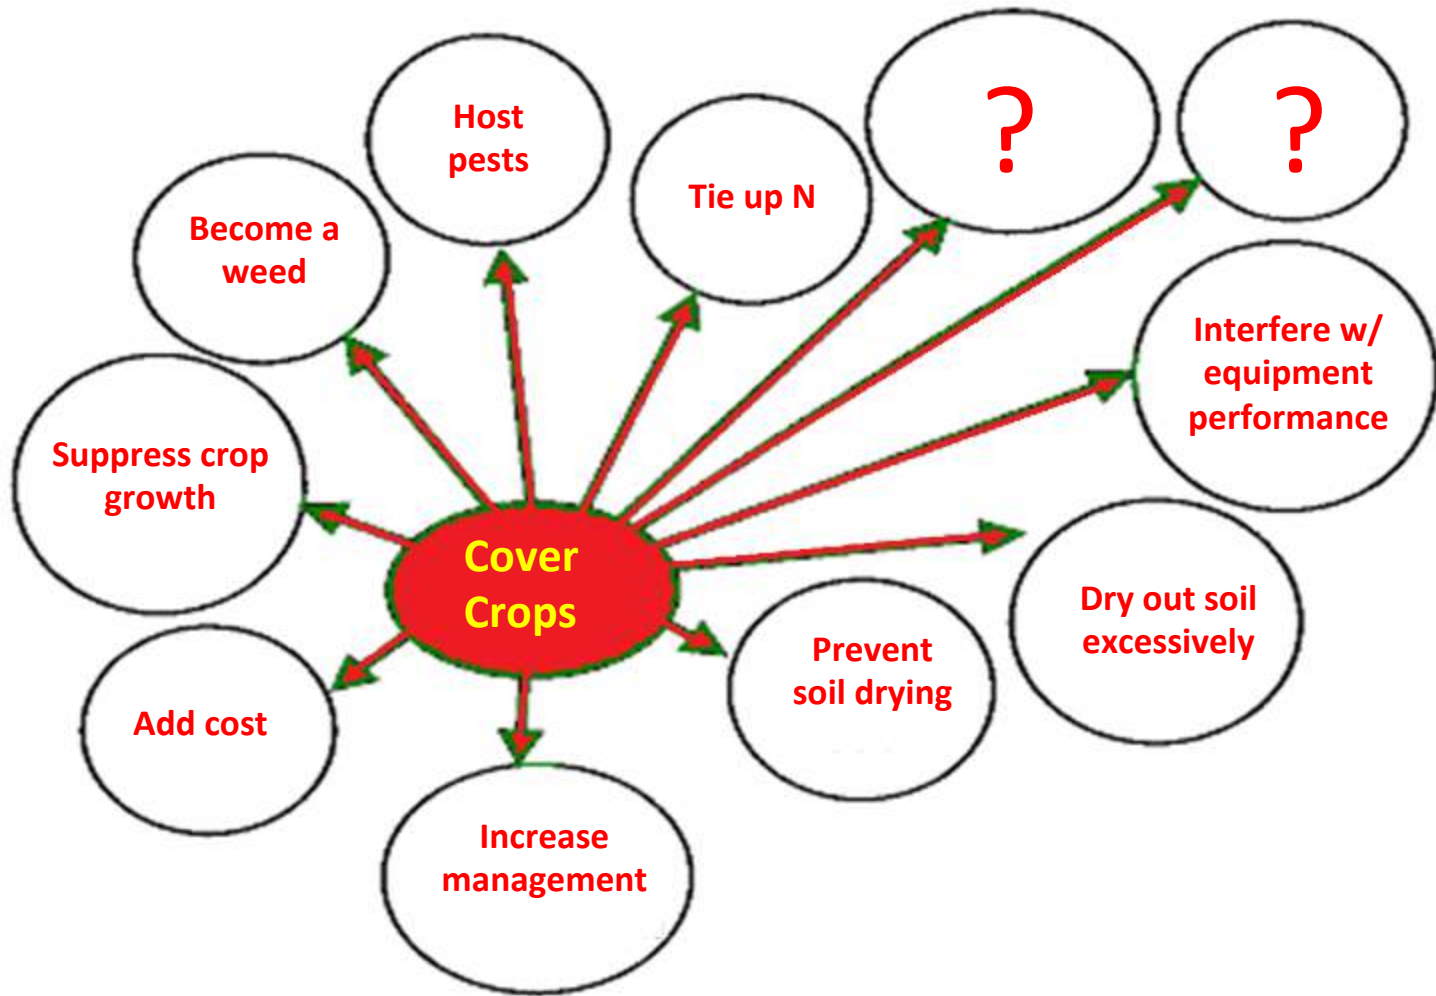 Host
pests
?
?
Tie up N
Become a
weed
Interfere w/
equipment
performance
Suppress crop
growth
Cover
Crops
Dry out soil
excessively
Prevent
soil drying
Add cost
Increase
management